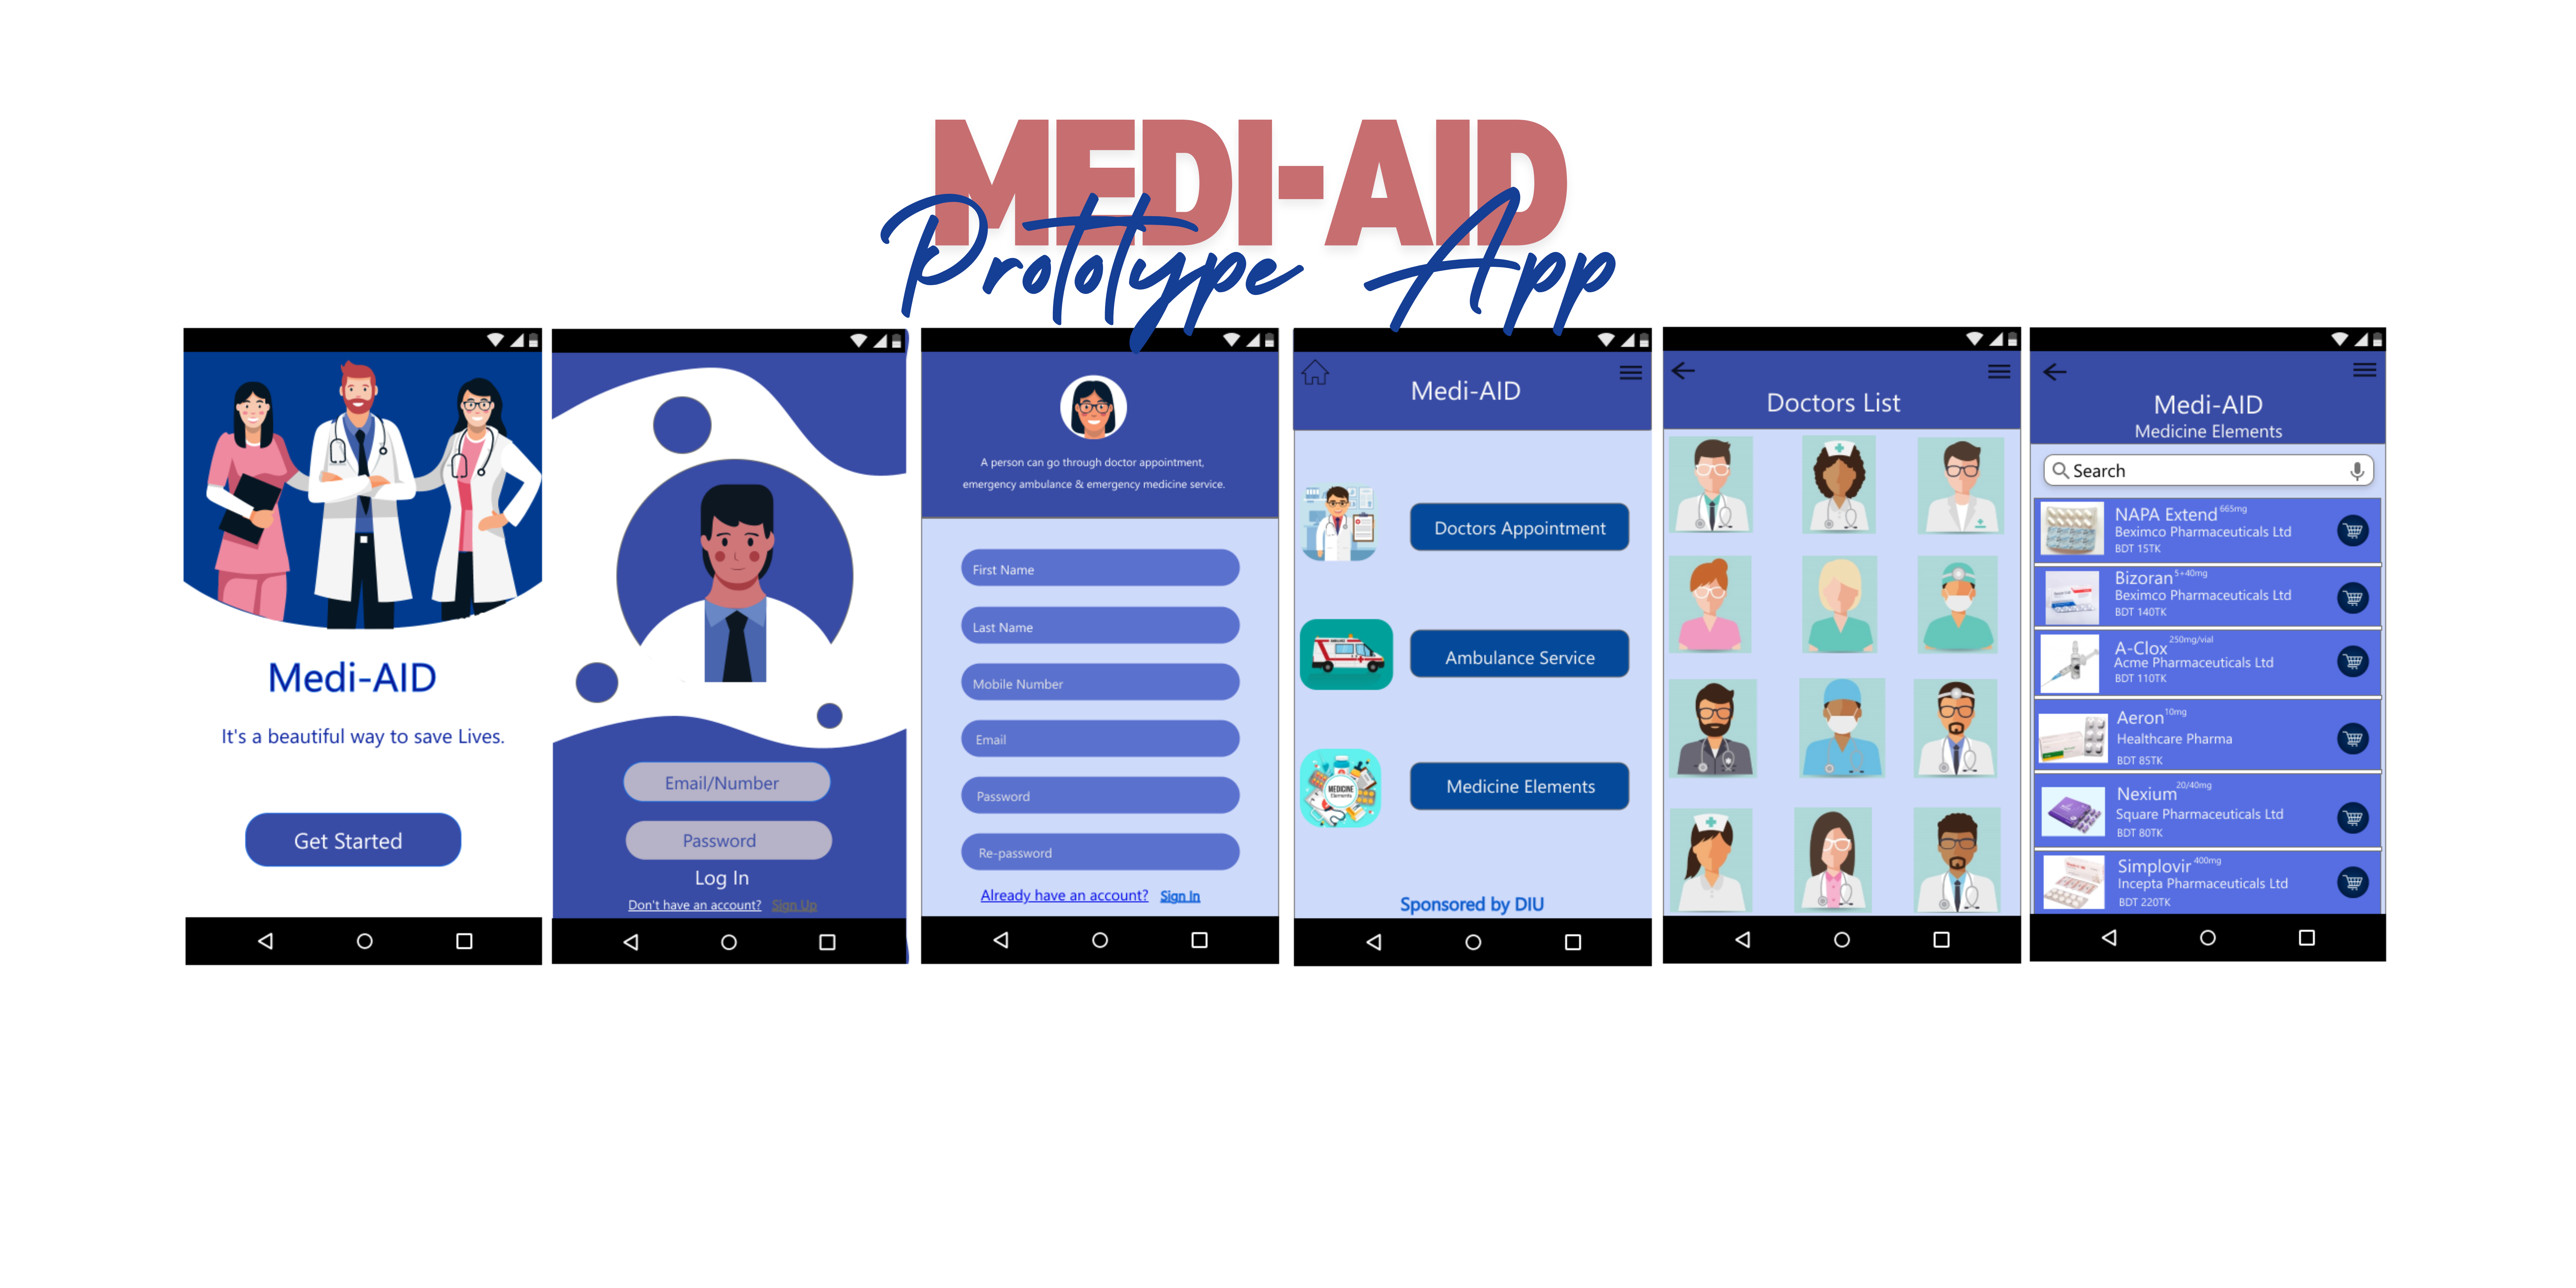 MEDI-AID
Prototype App
Medi-AID
It's a beautiful way to save Lives.
Get Started
Email/Number
Password
Log In
Don't have an account? Sign Up
A person can go through doctor appointment,
emergency ambulance & emergency medicine service.
First Name
Last Name
Mobile Number
Email
Password
Re-password
Already have an account? Sign In
Medi-AID
Doctors Appointment
Ambulance Service
MEDICINE
Elements
Medicine Elements
Sponsored by DIU
Doctors List
Medi-AID
Medicine Elements
Search
NAPA Extend 665mg
Beximco Pharmaceuticals Ltd
BDT 15TK
Bizoran 5+40mg
Beximco Pharmaceuticals Ltd
BDT 140TK
A-Clox 250mg/vial
Acme Pharmaceuticals Ltd
BDT 110TK
Aeron 10mg
Healthcare Pharma
BDT 85TK
Nexium 20/40mg
Square Pharmaceuticals Ltd
BDT 80TK
Simplovir 400mg
Incepta Pharmaceuticals Ltd
BDT 220TK